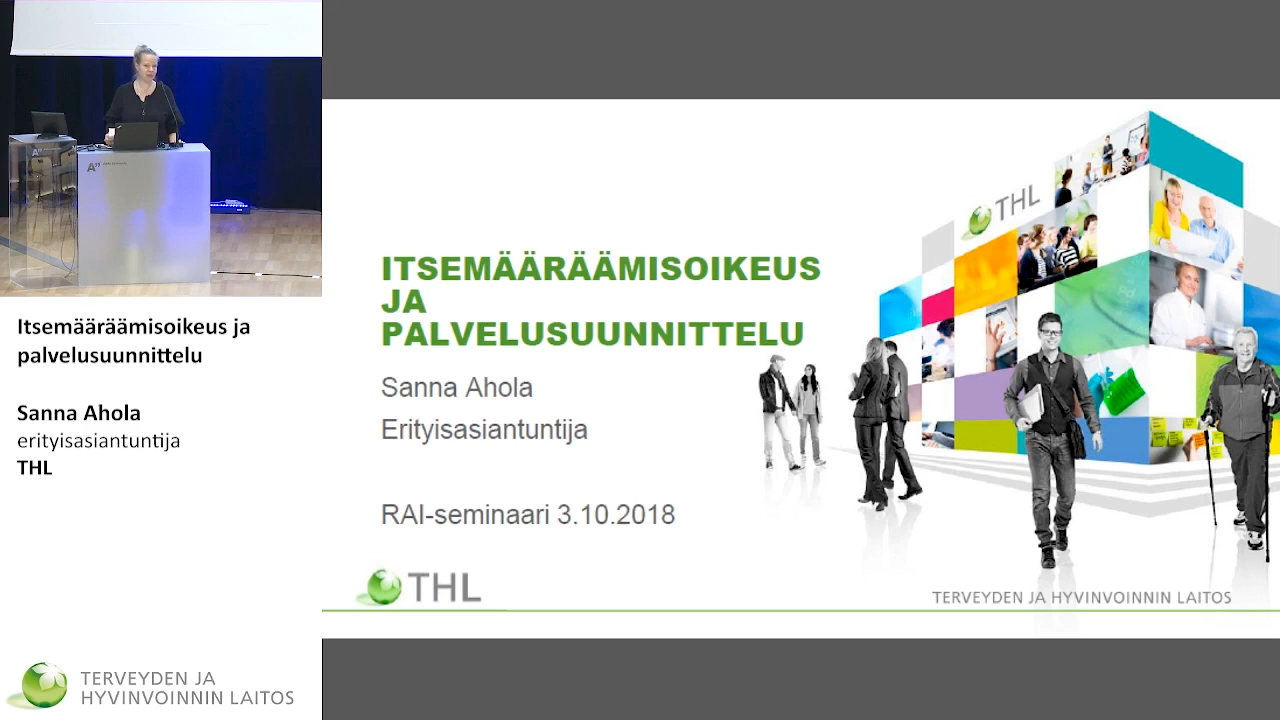 Itsemääräämisoikeus ja
palvelusuunnittelu
Sanna Ahola
erityisasiantuntija
THL
TERVEYDEN JA
HYVINVOINNIN LAITOS
ITSEMÄÄRÄÄMISOIKEUS
JA
PALVELUSUUNNITTELU
Sanna Ahola
Erityisasiantuntija
RAI-seminaari 3.10.2018
THL
THL
TERVEYDEN JA HYVINVOINNIN LAITOS